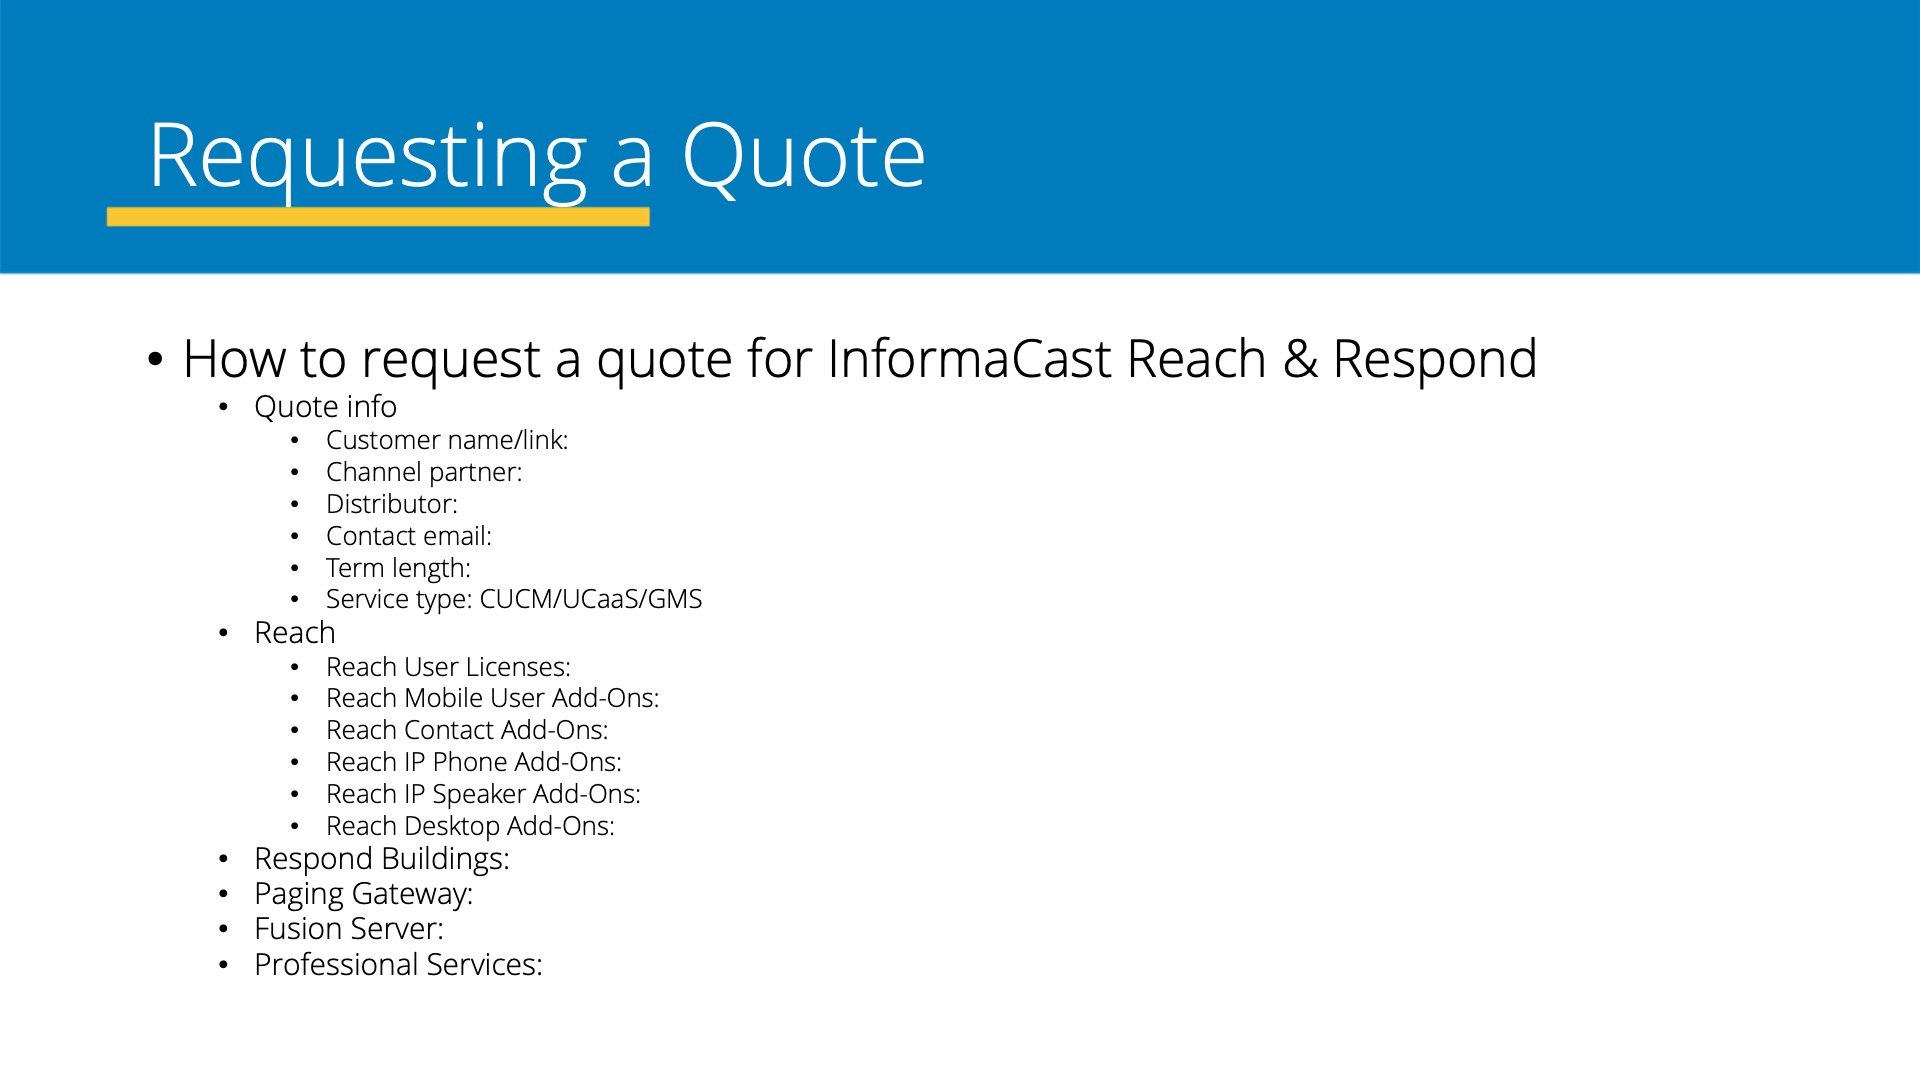 Requesting a Quote
• How to request a quote for InformaCast Reach & Respond
• Quote info
• Customer name/link:
• Channel partner:
• Distributor:
• Contact email:
• Term length:
• Service type: CUCM/UCaaS/GMS
• Reach
• Reach User Licenses:
• Reach Mobile User Add-Ons:
• Reach Contact Add-Ons:
• Reach IP Phone Add-Ons:
• Reach IP Speaker Add-Ons:
• Reach Desktop Add-Ons:
• Respond Buildings:
• Paging Gateway:
• Fusion Server:
• Professional Services: